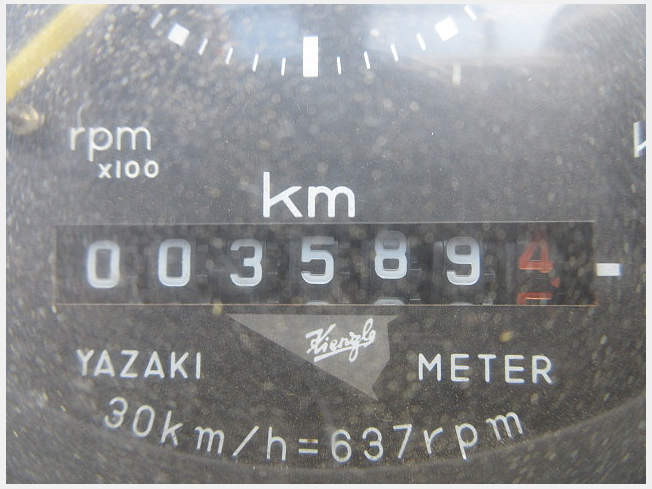 rpm
x100
km
0035894
Kienzle
YAZAKI METER
30km/h=637rpm